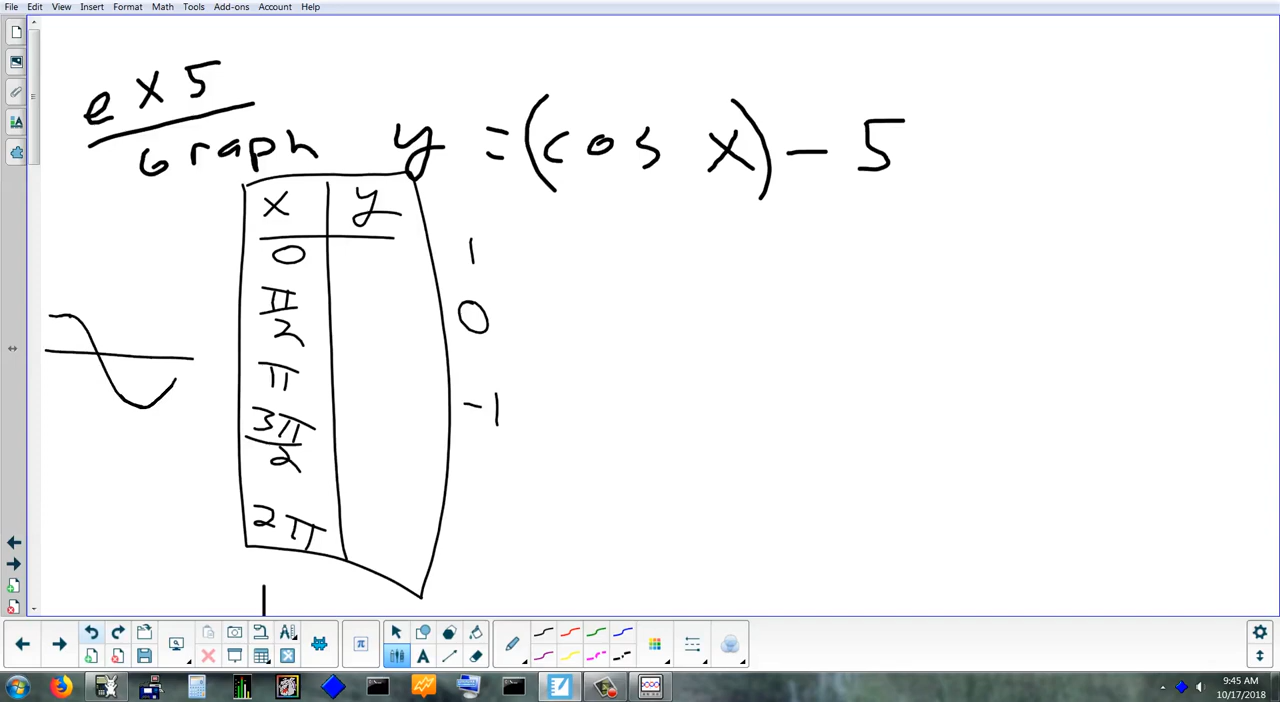 File Edit View Insert Format Math Tools Add-ons Account Help
ex 5
Graph y = (cos x) - 5
x y
0 1
π/2 0
π -1
3π/2
2π
π
A
9:45 AM
10/17/2018